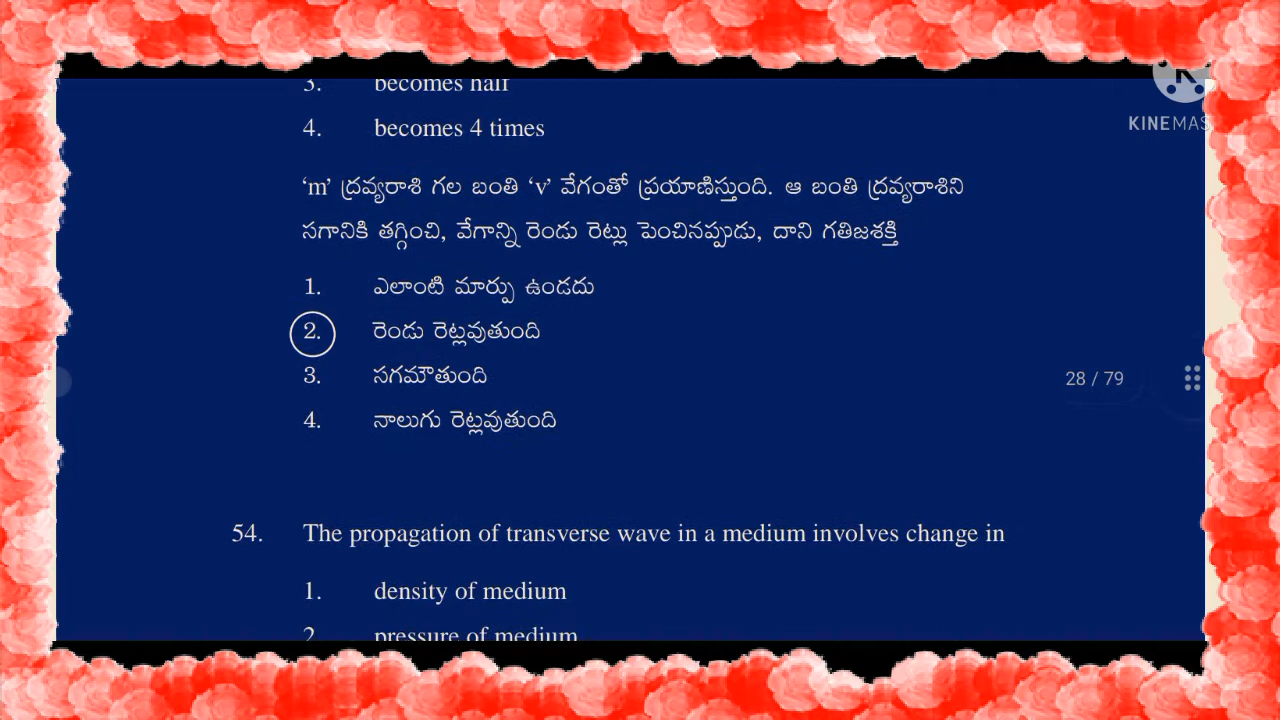 3. becomes half
4. becomes 4 times
KINEMAS
‘m’ ద్రవ్యరాశి గల బంతి ‘v’ వేగంతో ప్రయాణిస్తుంది. ఆ బంతి ద్రవ్యరాశిని
సగానికి తగ్గించి, వేగాన్ని రెండు రెట్లు పెంచినప్పుడు, దాని గతిజశక్తి
1. ఎలాంటి మార్పు ఉండదు
2. రెండు రెట్లవుతుంది
3. సగమౌతుంది
28 / 79
4. నాలుగు రెట్లవుతుంది
54. The propagation of transverse wave in a medium involves change in
1. density of medium
2. pressure of medium